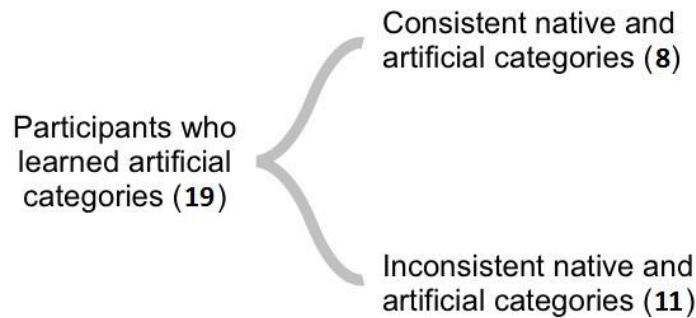 Consistent native and
artificial categories (8)
Participants who
learned artificial
categories (19)
Inconsistent native and
artificial categories (11)